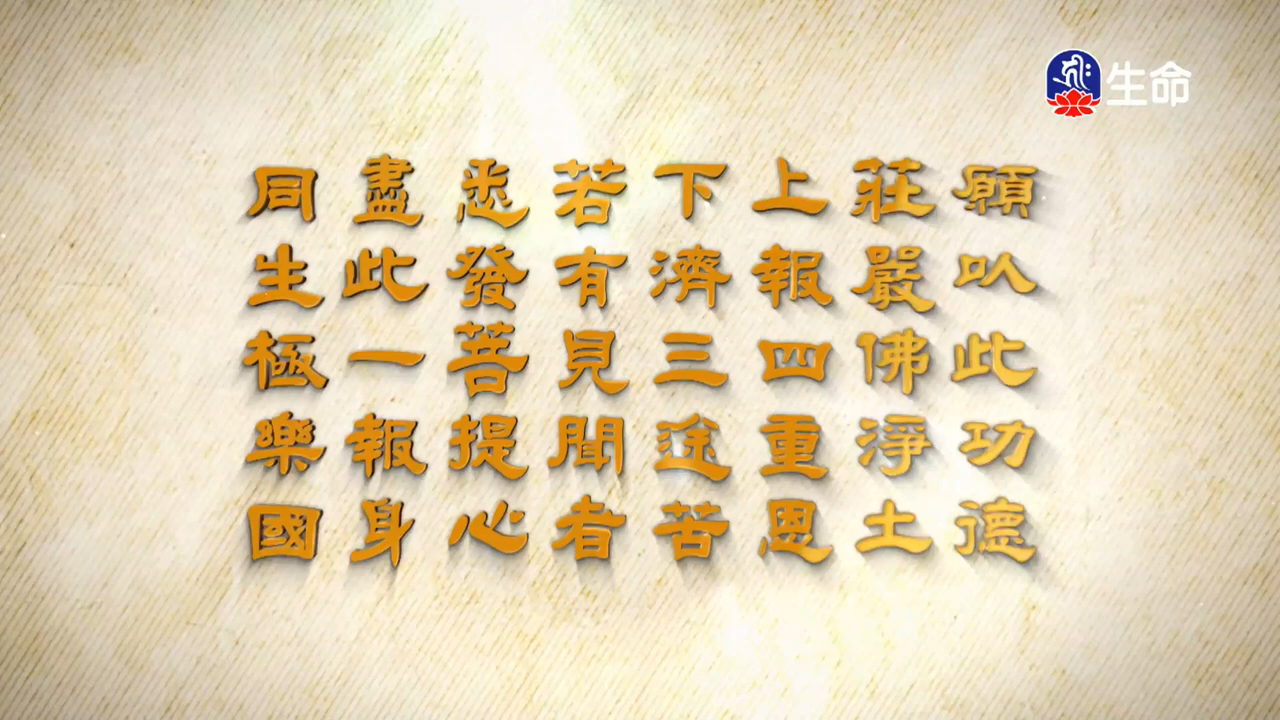 生命
願以此功德
莊嚴佛淨土
上報四重恩
下濟三途苦
若有見聞者
悉發菩提心
盡此一報身
同生極樂國